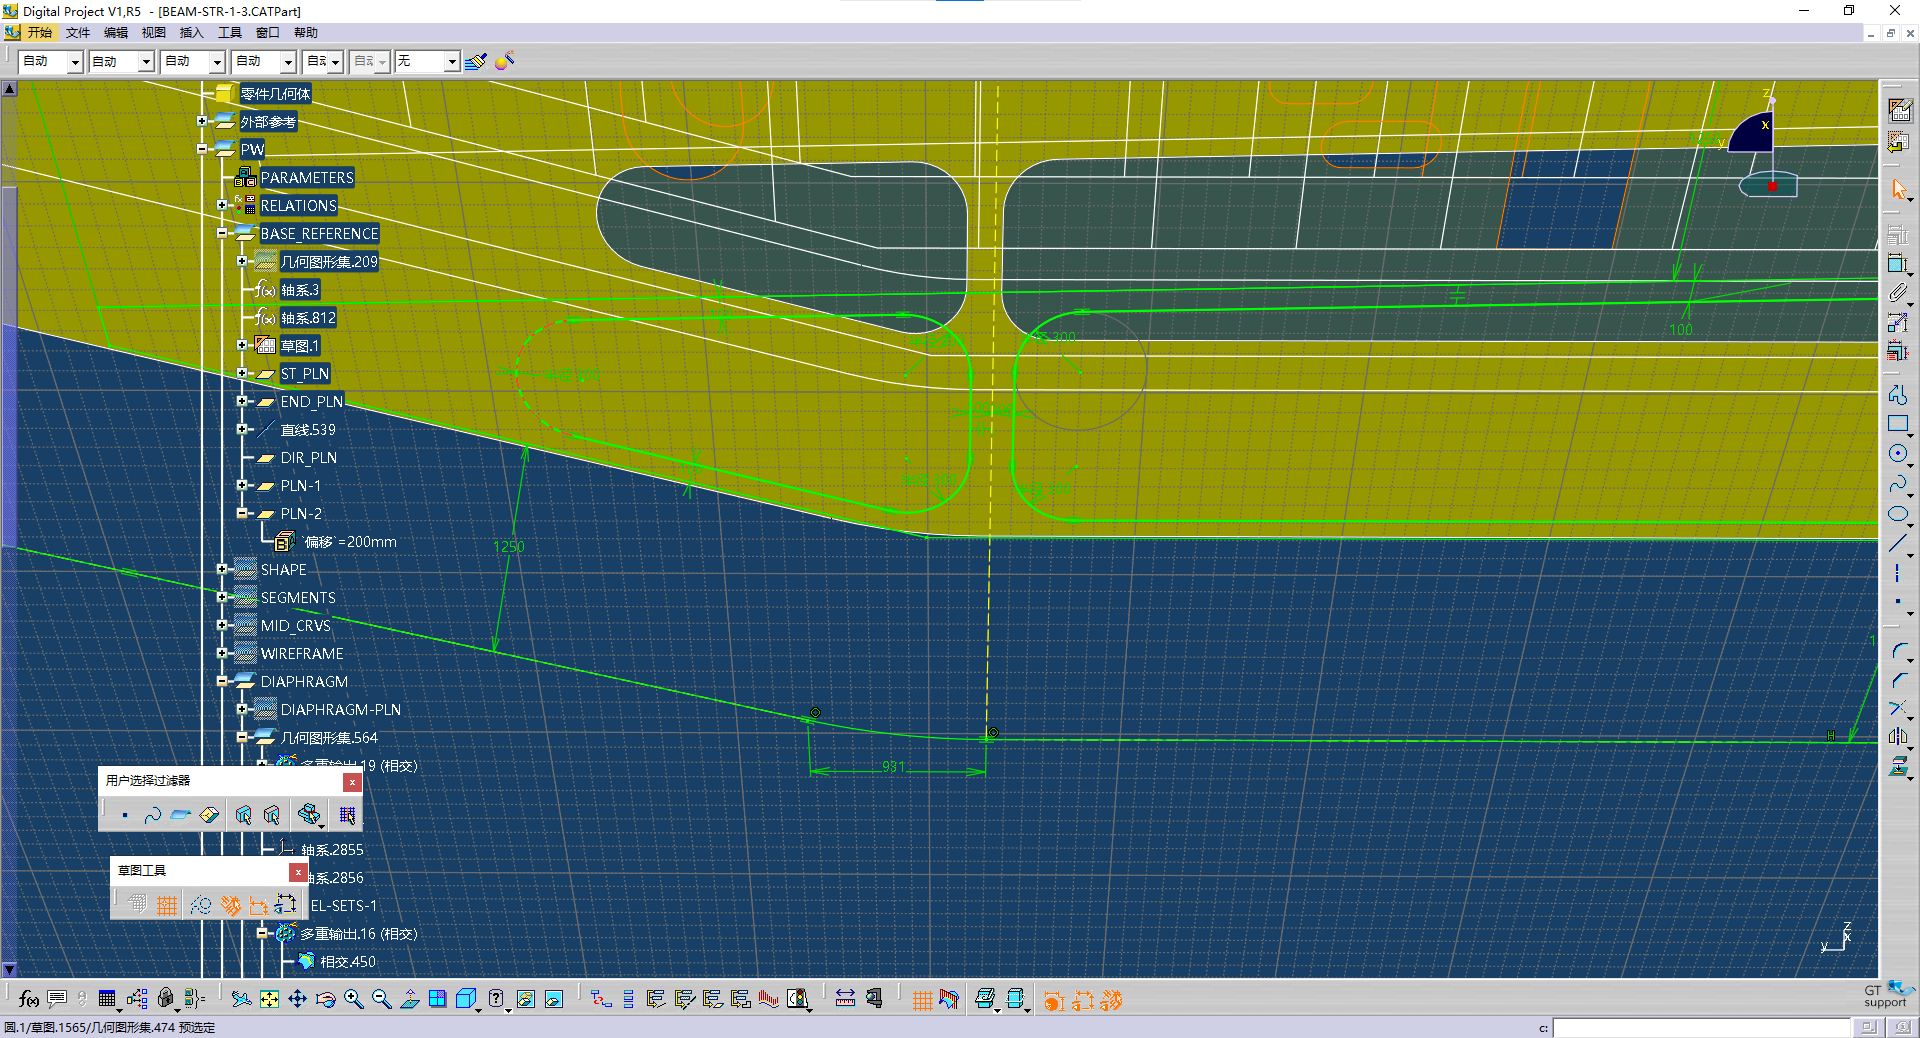 Digital Project V1,R5 - [BEAM-STR-1-3.CATPart]
开始 文件 编辑 视图 插入 工具 窗口 帮助
自动 自动 自动 自动 自动 自动 无
零件几何体
外部参考
PW
PARAMETERS
RELATIONS
BASE_REFERENCE
几何图形集.209
轴系.3
轴系.812
草图.1
ST_PLN
END_PLN
直线.539
DIR_PLN
PLN-1
PLN-2
`偏移`=200mm
SHAPE
SEGMENTS
MID_CRVS
WIREFRAME
DIAPHRAGM
DIAPHRAGM-PLN
几何图形集.564
多重输出.19 (相交)
用户选择过滤器
轴系.2855
草图工具
轴系.2856
EL-SETS-1
多重输出.16 (相交)
相交.450
1250
931
100
H
z
x
y
z
x
y
GT
support
圆.1/草图.1565/几何图形集.474 预选定
c: